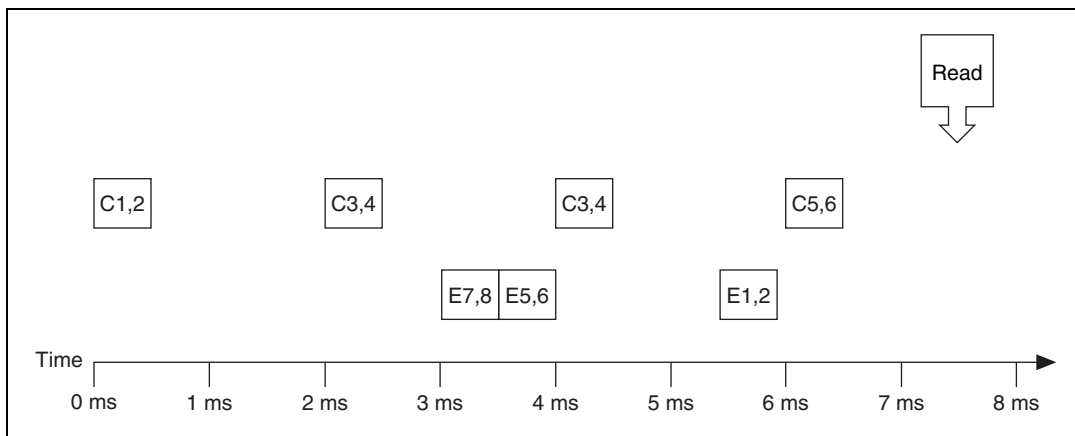 Read
C1,2 C3,4 C3,4 C5,6
E7,8 E5,6 E1,2
Time
0 ms 1 ms 2 ms 3 ms 4 ms 5 ms 6 ms 7 ms 8 ms